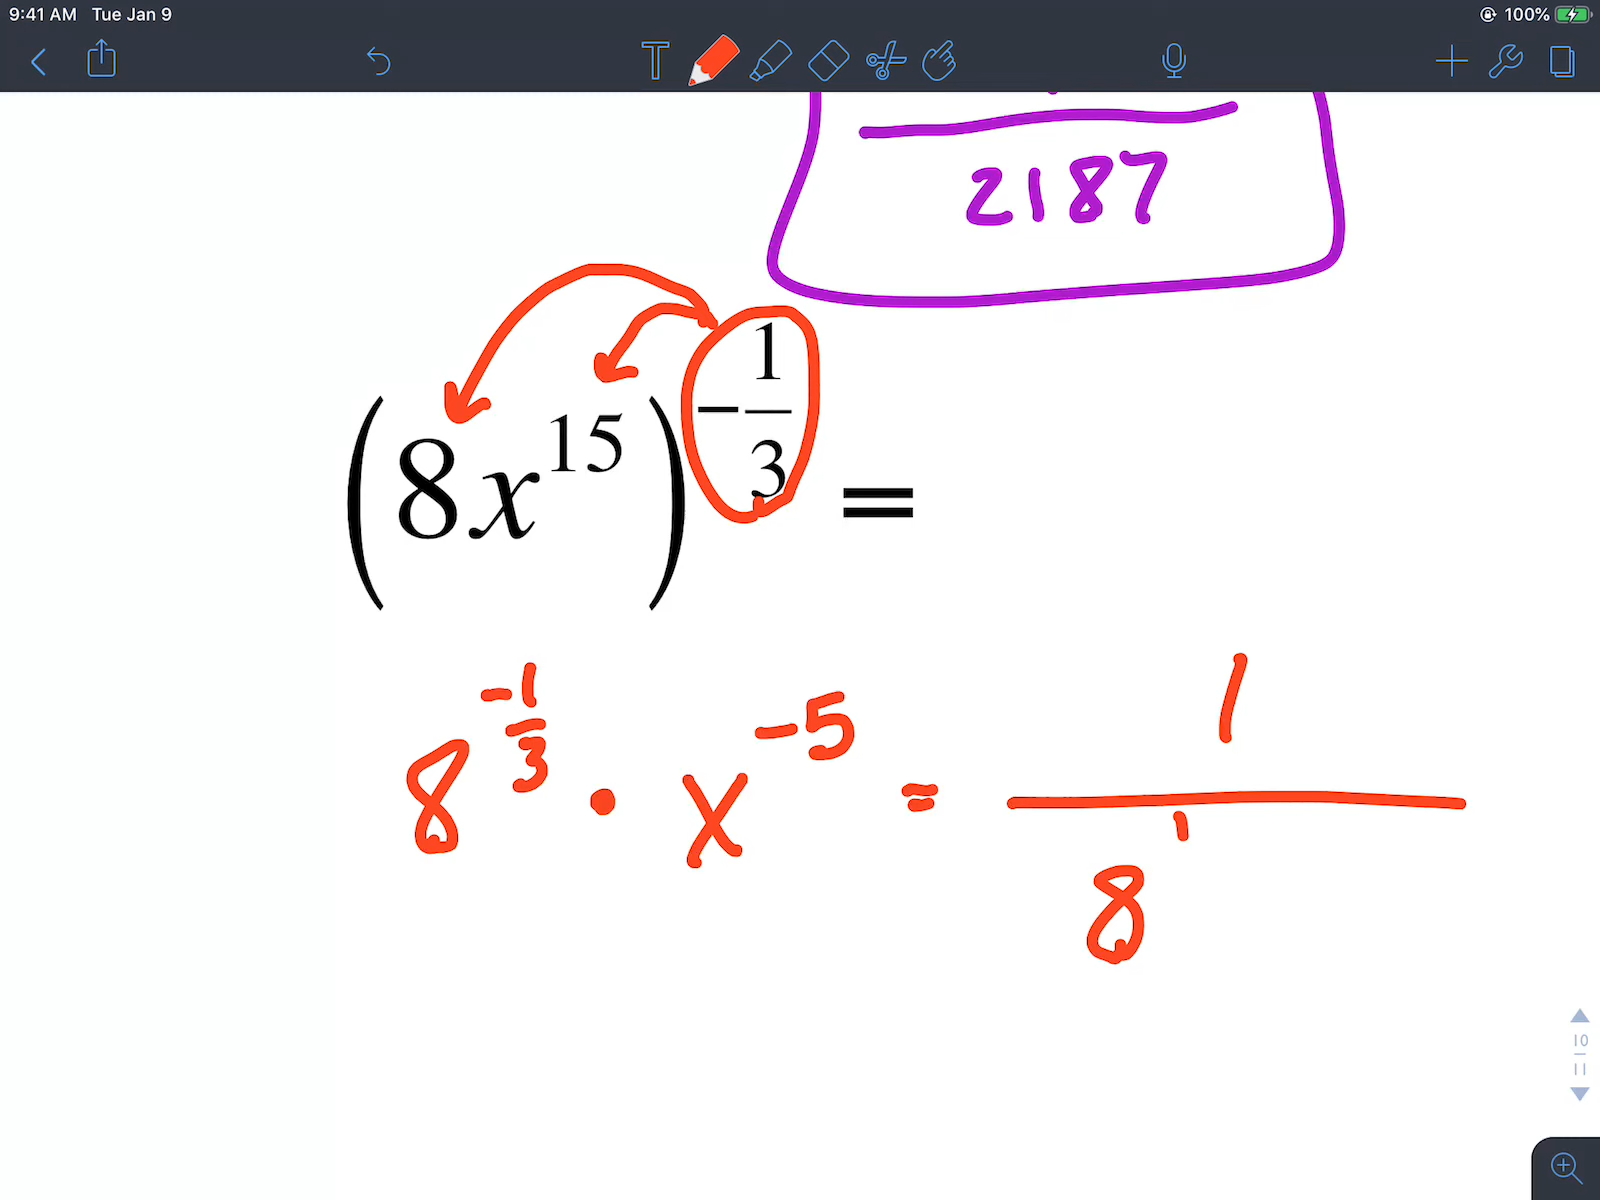 9:41 AM Tue Jan 9 100%
T
2187
(8x^15)^(-1/3) =
8^(-1/3) · x^(-5) = 1/8^1
10
11